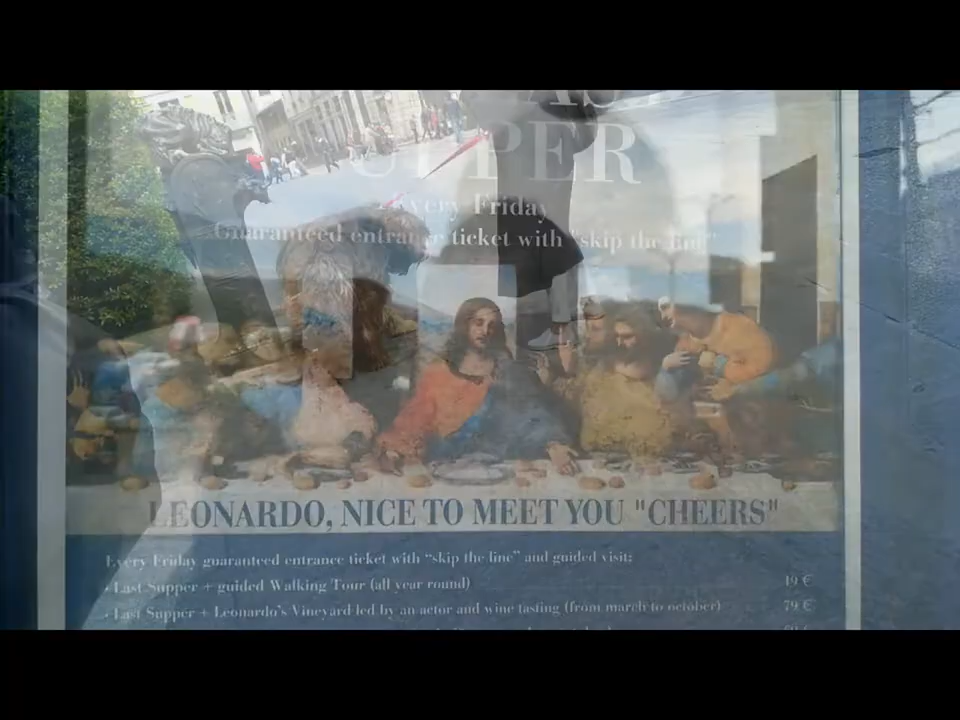 UPPER
Every Friday
Guaranteed entrance ticket with "skip the line"
LEONARDO, NICE TO MEET YOU "CHEERS"
Every Friday guaranteed entrance ticket with "skip the line" and guided visit:
• Last Supper + guided Walking Tour (all year round) 49 €
• Last Supper + Leonardo's Vineyard led by an actor and wine tasting (from march to october) 79 €